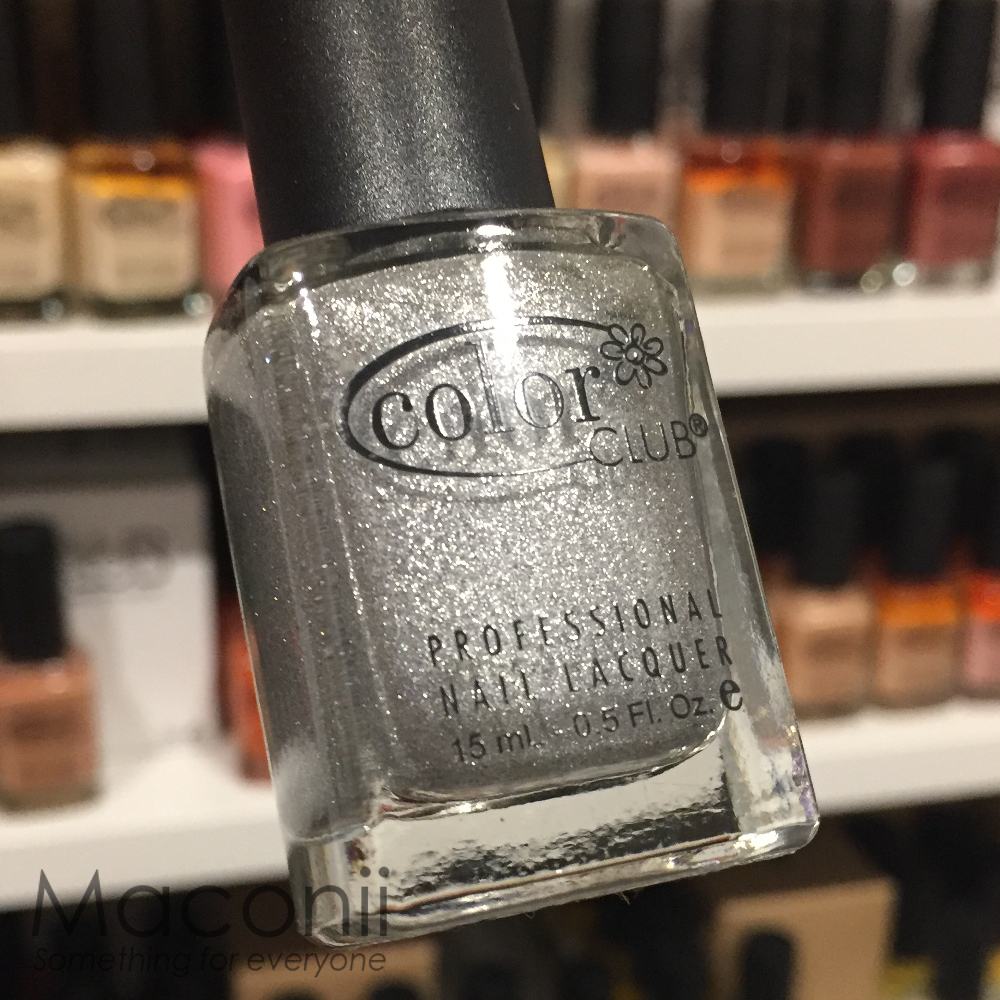 color
CLUB®
PROFESSIONAL
NAIL LACQUER
15 mL - 0.5 Fl. Oz. e
Maconii
Something for everyone